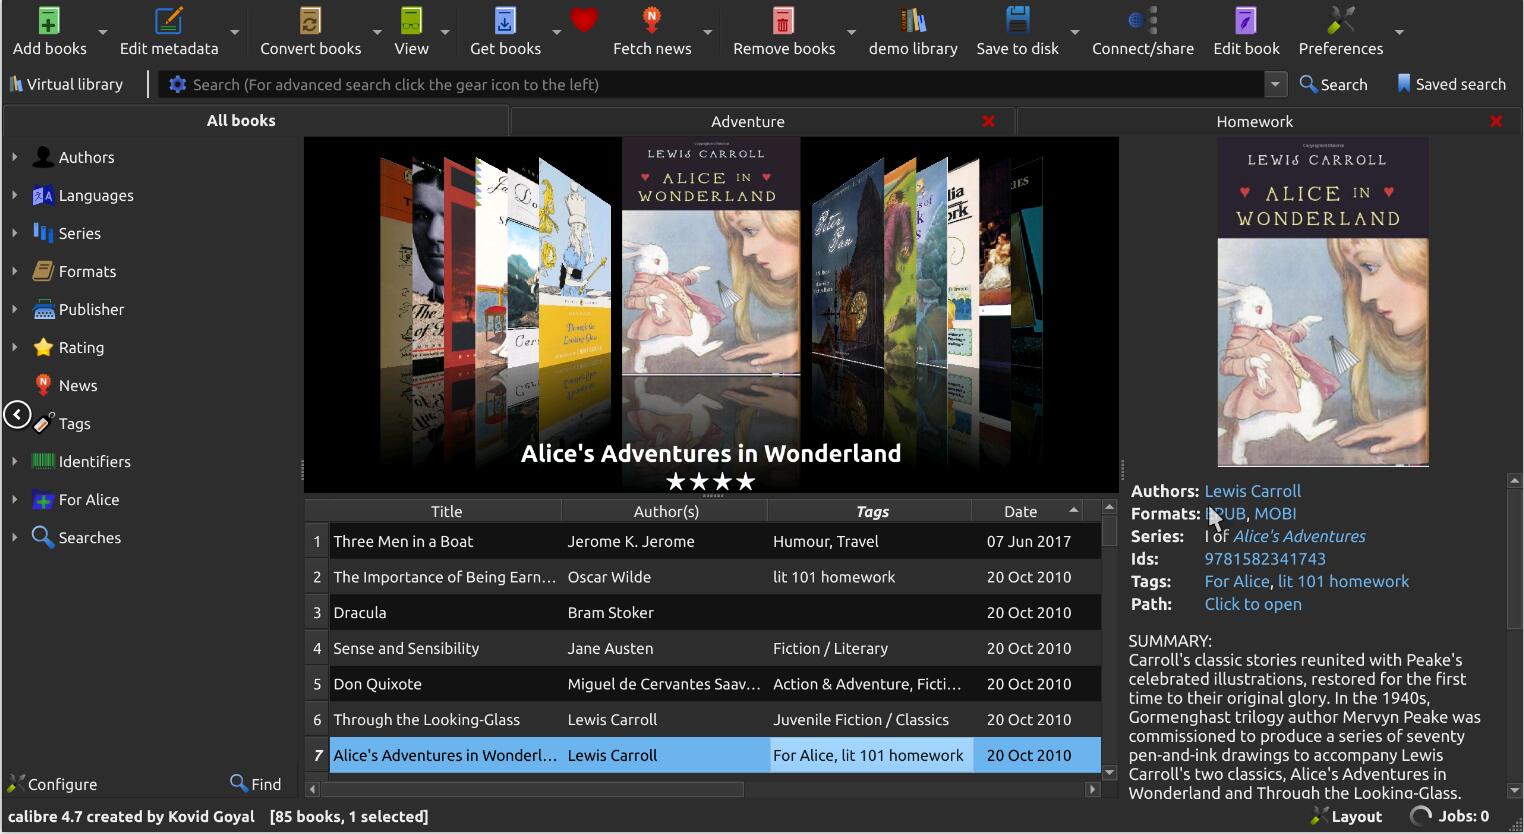 Add books
Edit metadata
Convert books
View
Get books
Fetch news
Remove books
demo library
Save to disk
Connect/share
Edit book
Preferences
Virtual library
Search (For advanced search click the gear icon to the left)
Search
Saved search
All books
Adventure
Homework
Authors
Languages
Series
Formats
Publisher
Rating
News
Tags
Identifiers
For Alice
Searches
Configure
Find
LEWIS CARROLL
ALICE IN
WONDERLAND
Peter
Pan
Through the
Looking-Glass
Alice's Adventures in Wonderland
Title Author(s) Tags Date
1 Three Men in a Boat Jerome K. Jerome Humour, Travel 07 Jun 2017
2 The Importance of Being Earn... Oscar Wilde lit 101 homework 20 Oct 2010
3 Dracula Bram Stoker 20 Oct 2010
4 Sense and Sensibility Jane Austen Fiction / Literary 20 Oct 2010
5 Don Quixote Miguel de Cervantes Saav... Action & Adventure, Ficti... 20 Oct 2010
6 Through the Looking-Glass Lewis Carroll Juvenile Fiction / Classics 20 Oct 2010
7 Alice's Adventures in Wonderl... Lewis Carroll For Alice, lit 101 homework 20 Oct 2010
LEWIS CARROLL
ALICE IN
WONDERLAND
Authors: Lewis Carroll
Formats: EPUB, MOBI
Series: I of Alice's Adventures
Ids: 9781582341743
Tags: For Alice, lit 101 homework
Path: Click to open
SUMMARY:
Carroll's classic stories reunited with Peake's
celebrated illustrations, restored for the first
time to their original glory. In the 1940s,
Gormenghast trilogy author Mervyn Peake was
commissioned to produce a series of seventy
pen-and-ink drawings to accompany Lewis
Carroll's two classics, Alice's Adventures in
Wonderland and Through the Looking-Glass.
calibre 4.7 created by Kovid Goyal [85 books, 1 selected]
Layout
Jobs: 0